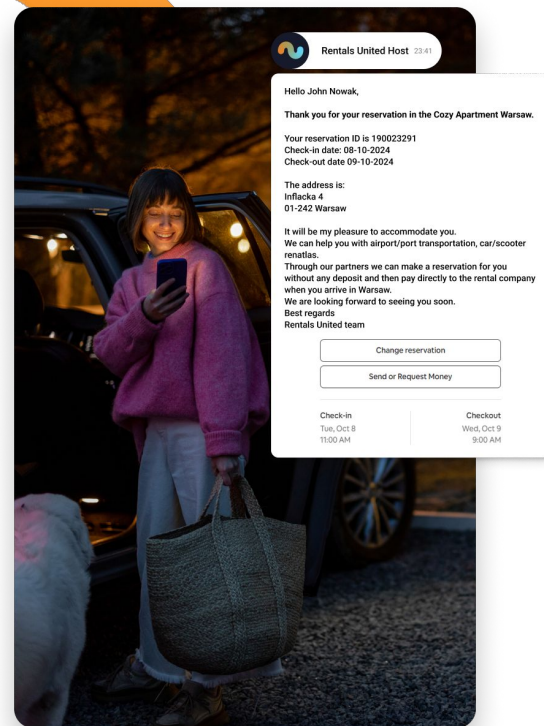 Rentals United Host 23:41
Hello John Nowak,
Thank you for your reservation in the Cozy Apartment Warsaw.
Your reservation ID is 190023291
Check-in date: 08-10-2024
Check-out date 09-10-2024
The address is:
Inflacka 4
01-242 Warsaw
It will be my pleasure to accommodate you.
We can help you with airport/port transportation, car/scooter
renatlas.
Through our partners we can make a reservation for you
without any deposit and then pay directly to the rental company
when you arrive in Warsaw.
We are looking forward to seeing you soon.
Best regards
Rentals United team
Change reservation
Send or Request Money
Check-in
Checkout
Tue, Oct 8
Wed, Oct 9
11:00 AM
9:00 AM